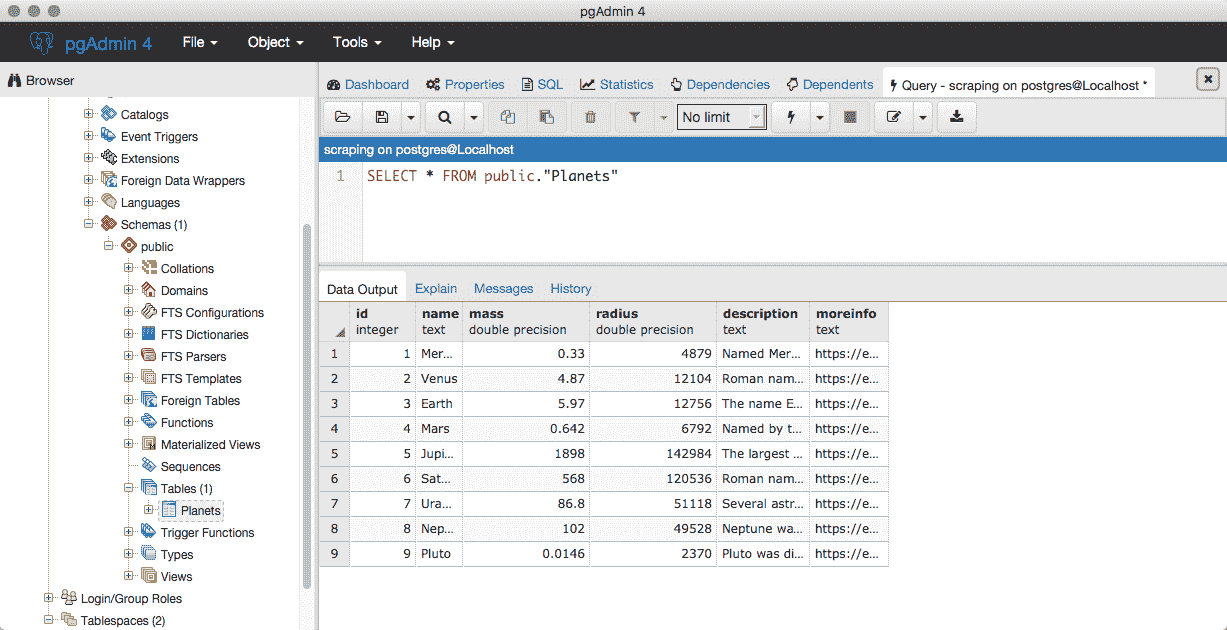 pgAdmin 4
pgAdmin 4 File Object Tools Help
Browser
Catalogs
Event Triggers
Extensions
Foreign Data Wrappers
Languages
Schemas (1)
public
Collations
Domains
FTS Configurations
FTS Dictionaries
FTS Parsers
FTS Templates
Foreign Tables
Functions
Materialized Views
Sequences
Tables (1)
Planets
Trigger Functions
Types
Views
Login/Group Roles
Tablespaces (2)
Dashboard Properties SQL Statistics Dependencies Dependents Query - scraping on postgres@Localhost *
No limit
scraping on postgres@Localhost
1 SELECT * FROM public."Planets"
Data Output Explain Messages History
id name mass radius description moreinfo
integer text double precision double precision text text
1 1 Mer... 0.33 4879 Named Mer... https://e...
2 2 Venus 4.87 12104 Roman nam... https://e...
3 3 Earth 5.97 12756 The name E... https://e...
4 4 Mars 0.642 6792 Named by t... https://e...
5 5 Jupi... 1898 142984 The largest ... https://e...
6 6 Sat... 568 120536 Roman nam... https://e...
7 7 Ura... 86.8 51118 Several astr... https://e...
8 8 Nep... 102 49528 Neptune wa... https://e...
9 9 Pluto 0.0146 2370 Pluto was di... https://e...